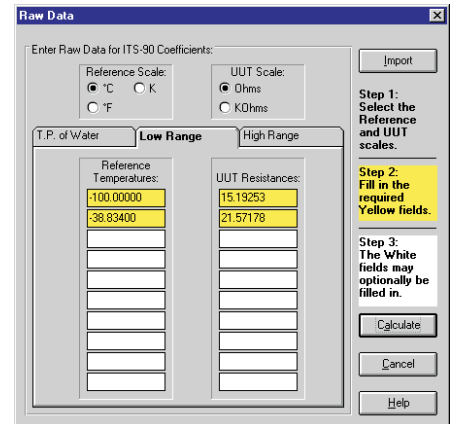 Raw Data
Enter Raw Data for ITS-90 Coefficients:
Reference Scale:
°C
K
°F
UUT Scale:
Ohms
KOhms
T.P. of Water
Low Range
High Range
Reference
Temperatures:
-100.00000
-38.83400
UUT Resistances:
15.19253
21.57178
Import
Step 1:
Select the
Reference
and UUT
scales.
Step 2:
Fill in the
required
Yellow fields.
Step 3:
The White
fields may
optionally be
filled in.
Calculate
Cancel
Help